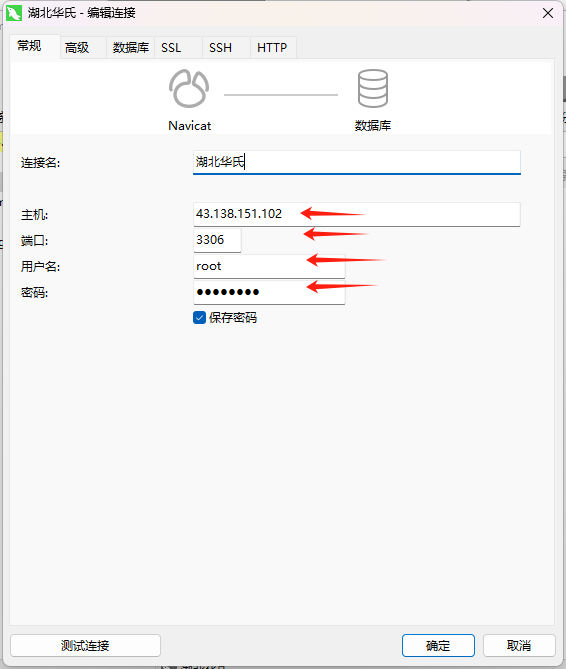 湖北华氏 - 编辑连接
常规 高级 数据库 SSL SSH HTTP
Navicat 数据库
连接名: 湖北华氏
主机: 43.138.151.102
端口: 3306
用户名: root
密码: ●●●●●●●●
保存密码
测试连接 确定 取消